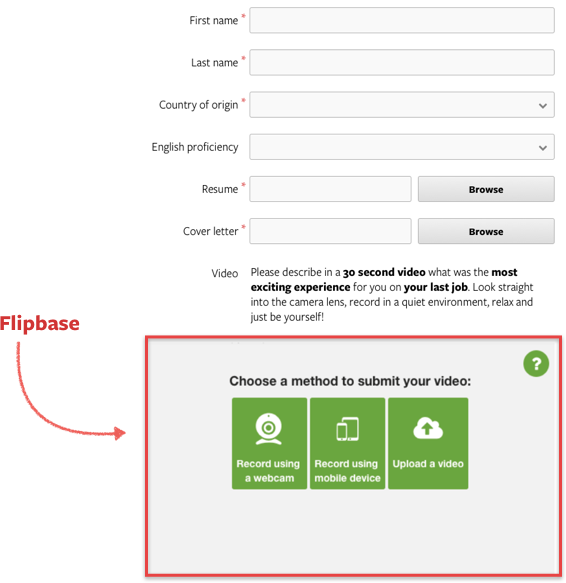 First name *
Last name *
Country of origin *
English proficiency
Resume *
Browse
Cover letter *
Browse
Video
Please describe in a 30 second video what was the most
exciting experience for you on your last job. Look straight
into the camera lens, record in a quiet environment, relax and
just be yourself!
Flipbase
?
Choose a method to submit your video:
Record using
a webcam
Record using
mobile device
Upload a video